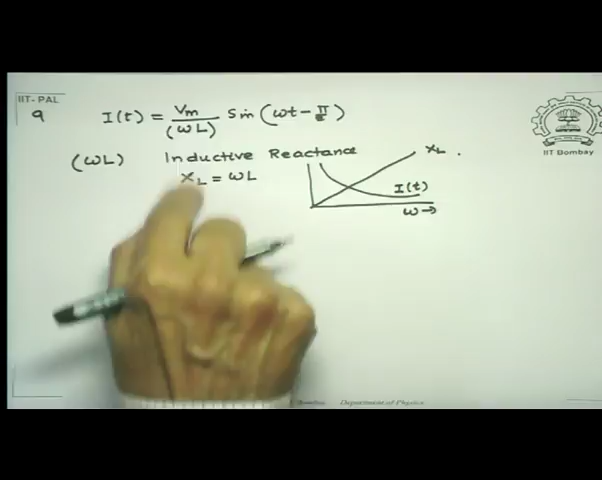 IIT-PAL
9
I(t) = Vm/(ωL) Sin(ωt - π/2)
(ωL) Inductive Reactance
XL = ωL
XL
I(t)
ω→
IIT Bombay
Department of Physics